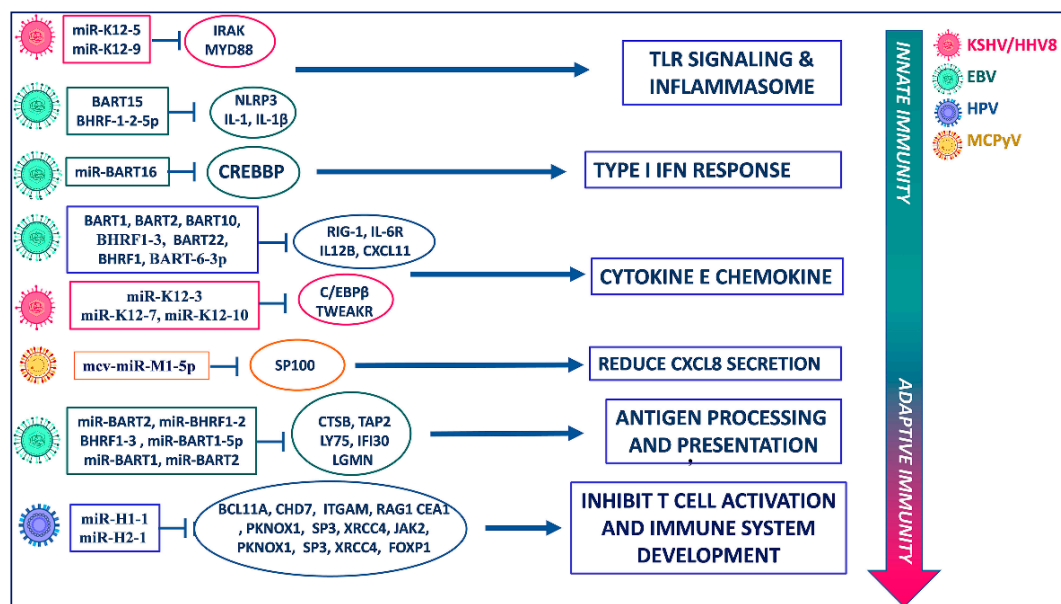 miR-K12-5
miR-K12-9
IRAK
MYD88
TLR SIGNALING &
INFLAMMASOME
BART15
BHRF-1-2-5p
NLRP3
IL-1, IL-1β
miR-BART16
CREBBP
TYPE I IFN RESPONSE
BART1, BART2, BART10,
BHRF1-3, BART22,
BHRF1, BART-6-3p
RIG-1, IL-6R
IL12B, CXCL11
CYTOKINE E CHEMOKINE
miR-K12-3
miR-K12-7, miR-K12-10
C/EBPβ
TWEAKR
mcv-miR-M1-5p
SP100
REDUCE CXCL8 SECRETION
miR-BART2, miR-BHRF1-2
BHRF1-3 , miR-BART1-5p
miR-BART1, miR-BART2
CTSB, TAP2
LY75, IFI30
LGMN
ANTIGEN PROCESSING
AND PRESENTATION
,
miR-H1-1
miR-H2-1
BCL11A, CHD7, ITGAM, RAG1 CEA1
, PKNOX1, SP3, XRCC4, JAK2,
PKNOX1, SP3, XRCC4, FOXP1
INHIBIT T CELL ACTIVATION
AND IMMUNE SYSTEM
DEVELOPMENT
INNATE IMMUNITY
ADAPTIVE IMMUNITY
KSHV/HHV8
EBV
HPV
MCPyV